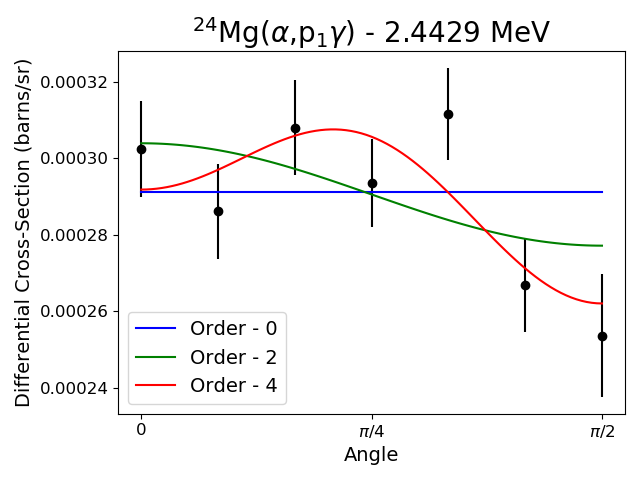 ²⁴Mg(α,p₁γ) - 2.4429 MeV
Differential Cross-Section (barns/sr)
0.00032
0.00030
0.00028
0.00026
0.00024
Order - 0
Order - 2
Order - 4
0
π/4
π/2
Angle